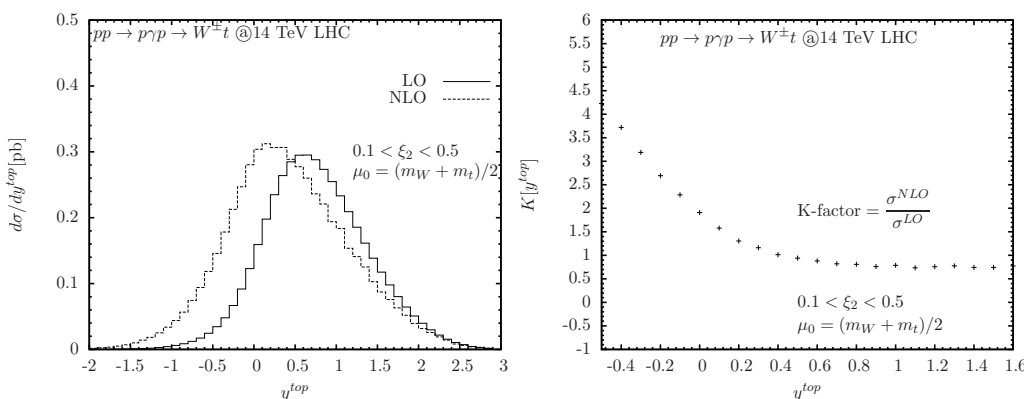 pp → pγp → W±t @14 TeV LHC
LO
NLO
0.1 < ξ₂ < 0.5
μ₀ = (m_W + m_t)/2
dσ/dy^{top}[pb]
0.5
0.4
0.3
0.2
0.1
0
-2 -1.5 -1 -0.5 0 0.5 1 1.5 2 2.5 3
y^{top}
pp → pγp → W±t @14 TeV LHC
K-factor = σ^{NLO}/σ^{LO}
0.1 < ξ₂ < 0.5
μ₀ = (m_W + m_t)/2
K[y^{top}]
6
5.5
5
4.5
4
3.5
3
2.5
2
1.5
1
0.5
0
-0.5
-1
-0.4 -0.2 0 0.2 0.4 0.6 0.8 1 1.2 1.4 1.6
y^{top}